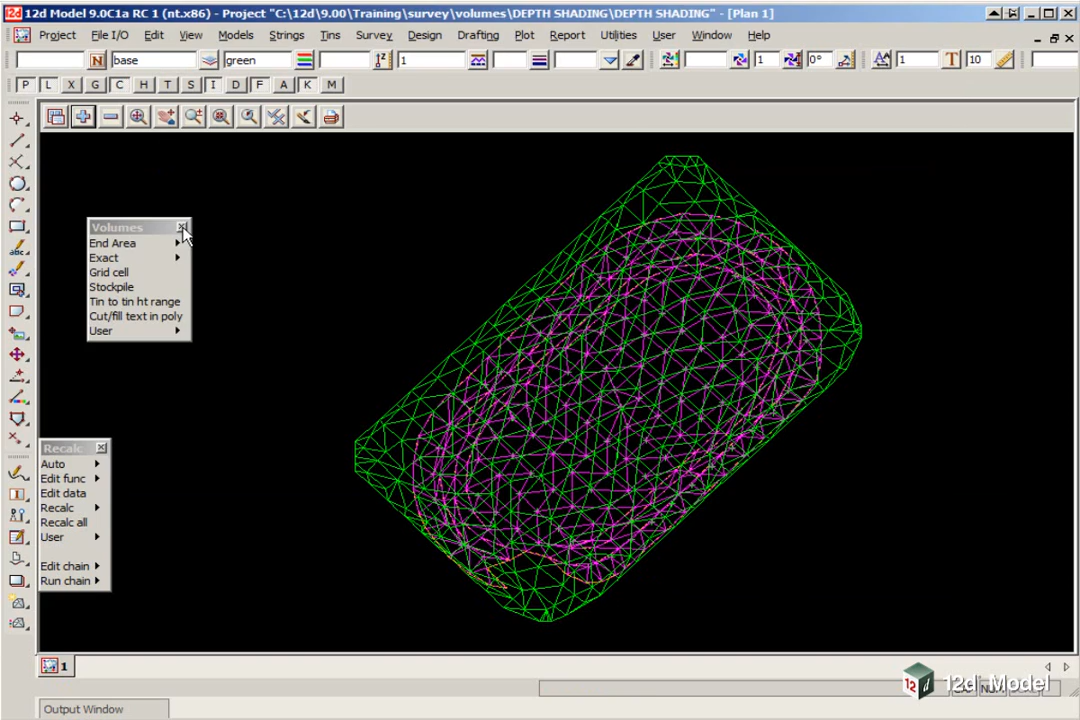 12d Model 9.0C1a RC 1 (nt.x86) - Project "C:\12d\9.00\Training\survey\volumes\DEPTH SHADING\DEPTH SHADING" - [Plan 1]
Project File I/O Edit View Models Strings Tins Survey Design Drafting Plot Report Utilities User Window Help
N base green 1 1 0° 1 T 10
P L X G C H T S I D F A K M
Volumes
End Area
Exact
Grid cell
Stockpile
Tin to tin ht range
Cut/fill text in poly
User
Recalc
Auto
Edit func
Edit data
Recalc
Recalc all
User
Edit chain
Run chain
1
12d Model
Output Window